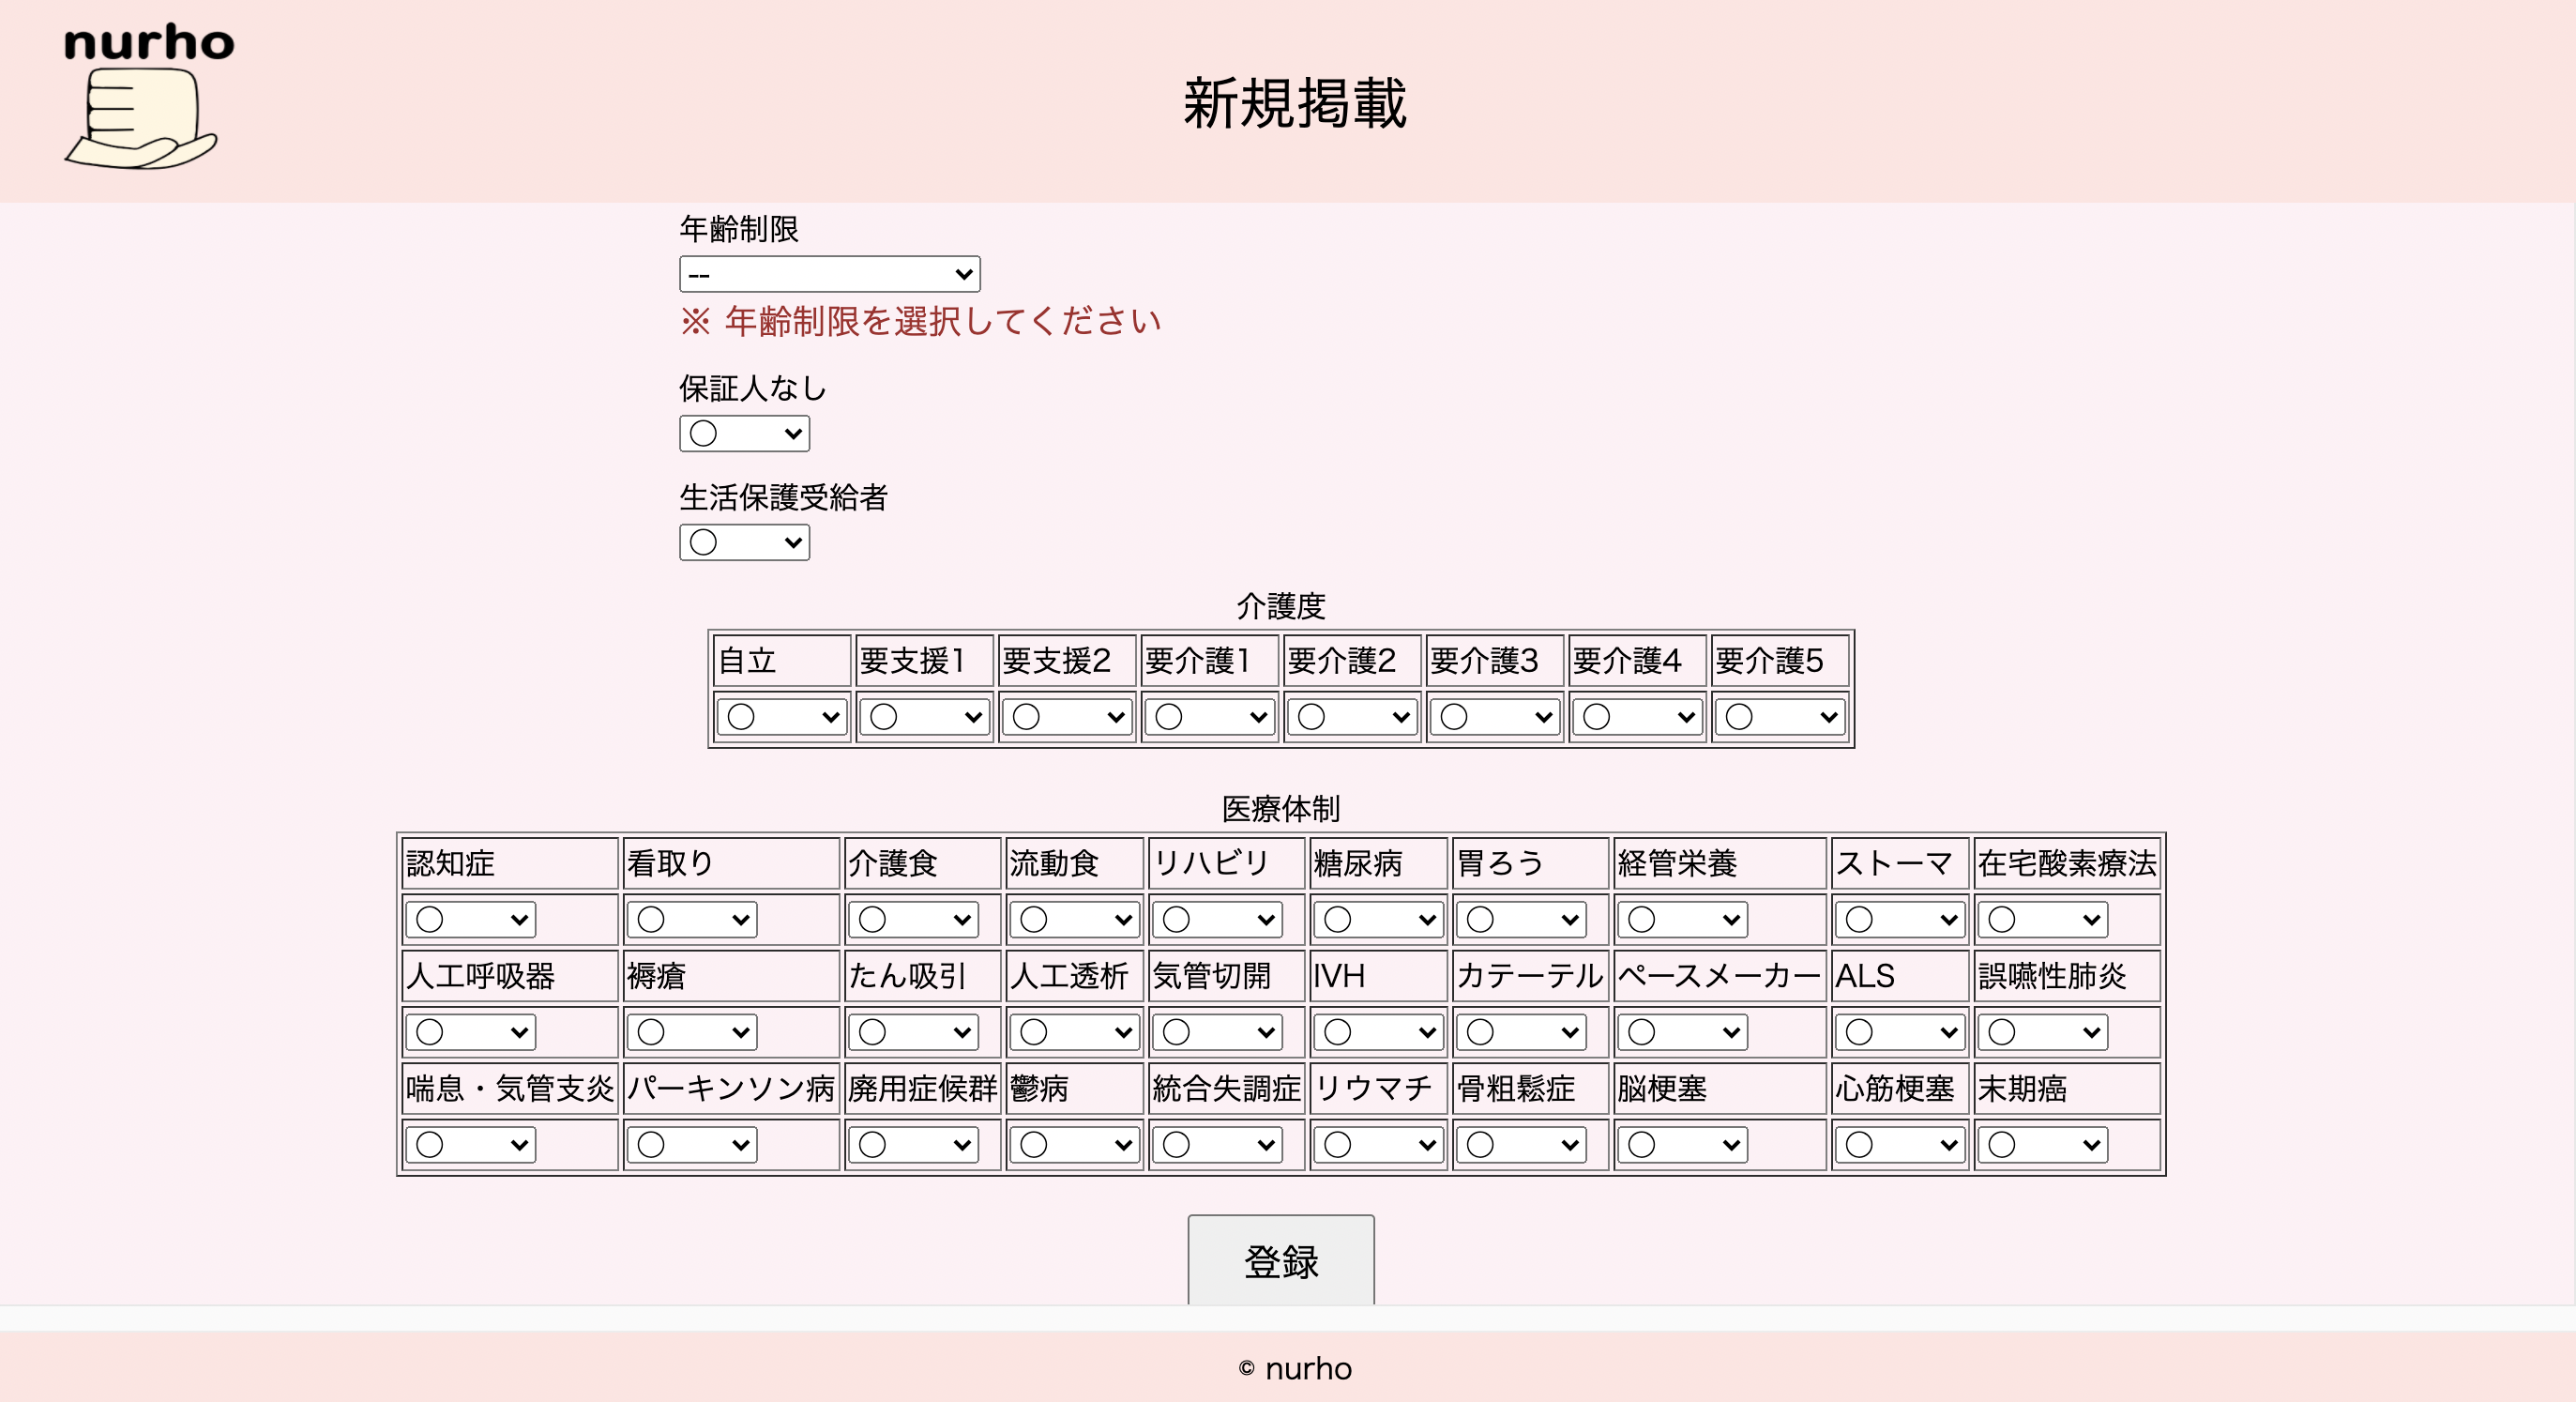 nurho
新規掲載
年齢制限
--
※ 年齢制限を選択してください
保証人なし
○
生活保護受給者
○
介護度
自立 要支援1 要支援2 要介護1 要介護2 要介護3 要介護4 要介護5
○ ○ ○ ○ ○ ○ ○ ○
医療体制
認知症 看取り 介護食 流動食 リハビリ 糖尿病 胃ろう 経管栄養 ストーマ 在宅酸素療法
○ ○ ○ ○ ○ ○ ○ ○ ○ ○
人工呼吸器 褥瘡 たん吸引 人工透析 気管切開 IVH カテーテル ペースメーカー ALS 誤嚥性肺炎
○ ○ ○ ○ ○ ○ ○ ○ ○ ○
喘息・気管支炎 パーキンソン病 廃用症候群 鬱病 統合失調症 リウマチ 骨粗鬆症 脳梗塞 心筋梗塞 末期癌
○ ○ ○ ○ ○ ○ ○ ○ ○ ○
登録
© nurho